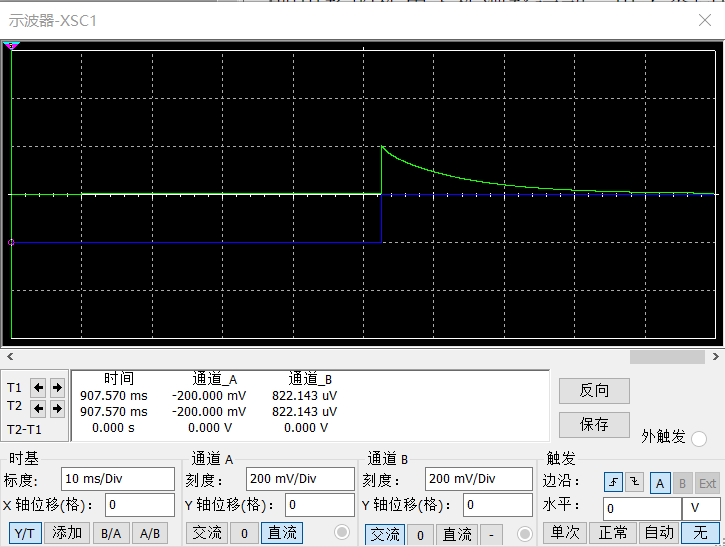 示波器-XSC1
时间 通道_A 通道_B
T1 907.570 ms -200.000 mV 822.143 uV
T2 907.570 ms -200.000 mV 822.143 uV
T2-T1 0.000 s 0.000 V 0.000 V
反向
保存
外触发
时基
标度: 10 ms/Div
X 轴位移(格): 0
Y/T 添加 B/A A/B
通道 A
刻度: 200 mV/Div
Y 轴位移(格): 0
交流 0 直流
通道 B
刻度: 200 mV/Div
Y 轴位移(格): 0
交流 0 直流 -
触发
边沿: A B Ext
水平: 0 V
单次 正常 自动 无